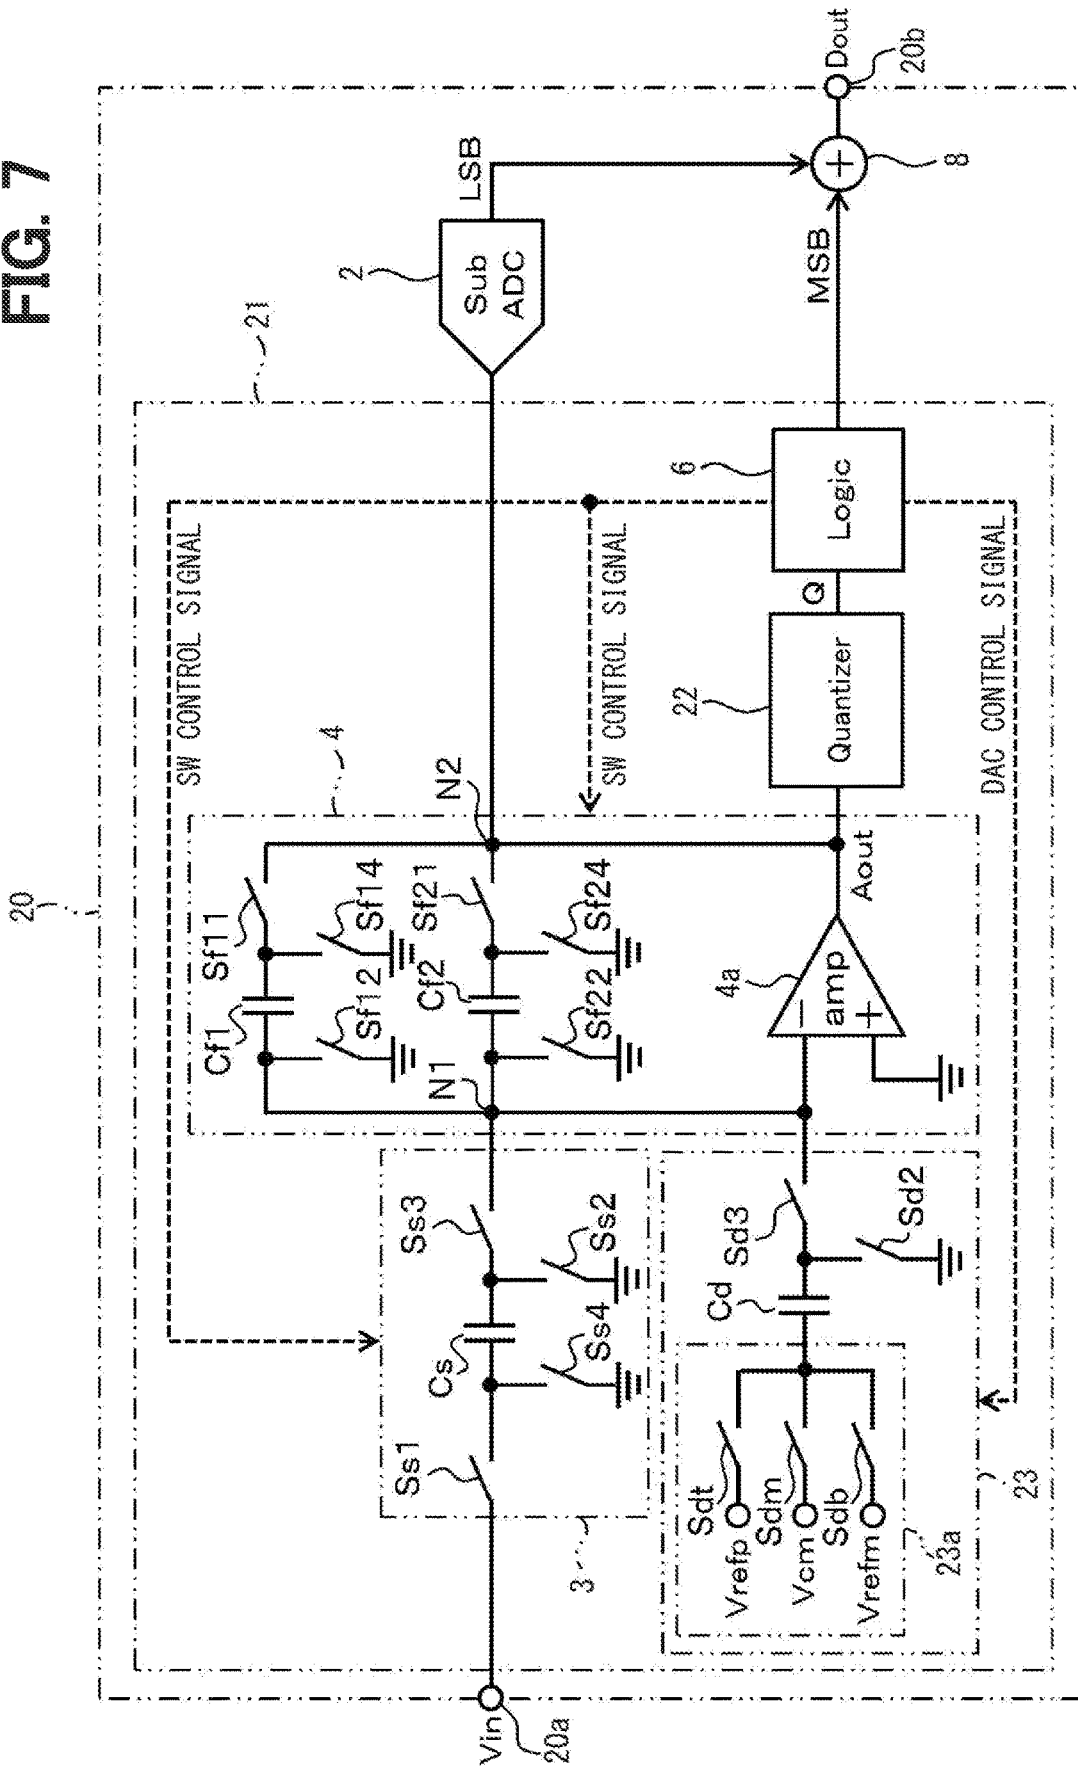 FIG. 7
20
21
SW CONTROL SIGNAL
4
Sf11
Cf1
Sf14
Sf12
N2
2
Sub
ADC
LSB
Sf21
Cf2
Sf24
Sf22
N1
SW CONTROL SIGNAL
Ss3
Ss2
Cs
Ss4
Ss1
3
Vin
20a
4a
amp
−
+
Aout
22
Quantizer
Q
6
Logic
MSB
+
8
Dout
20b
Sd3
Sd2
Cd
Sdt
Vrefp
Sdm
Vcm
Sdb
Vrefm
23a
23
DAC CONTROL SIGNAL